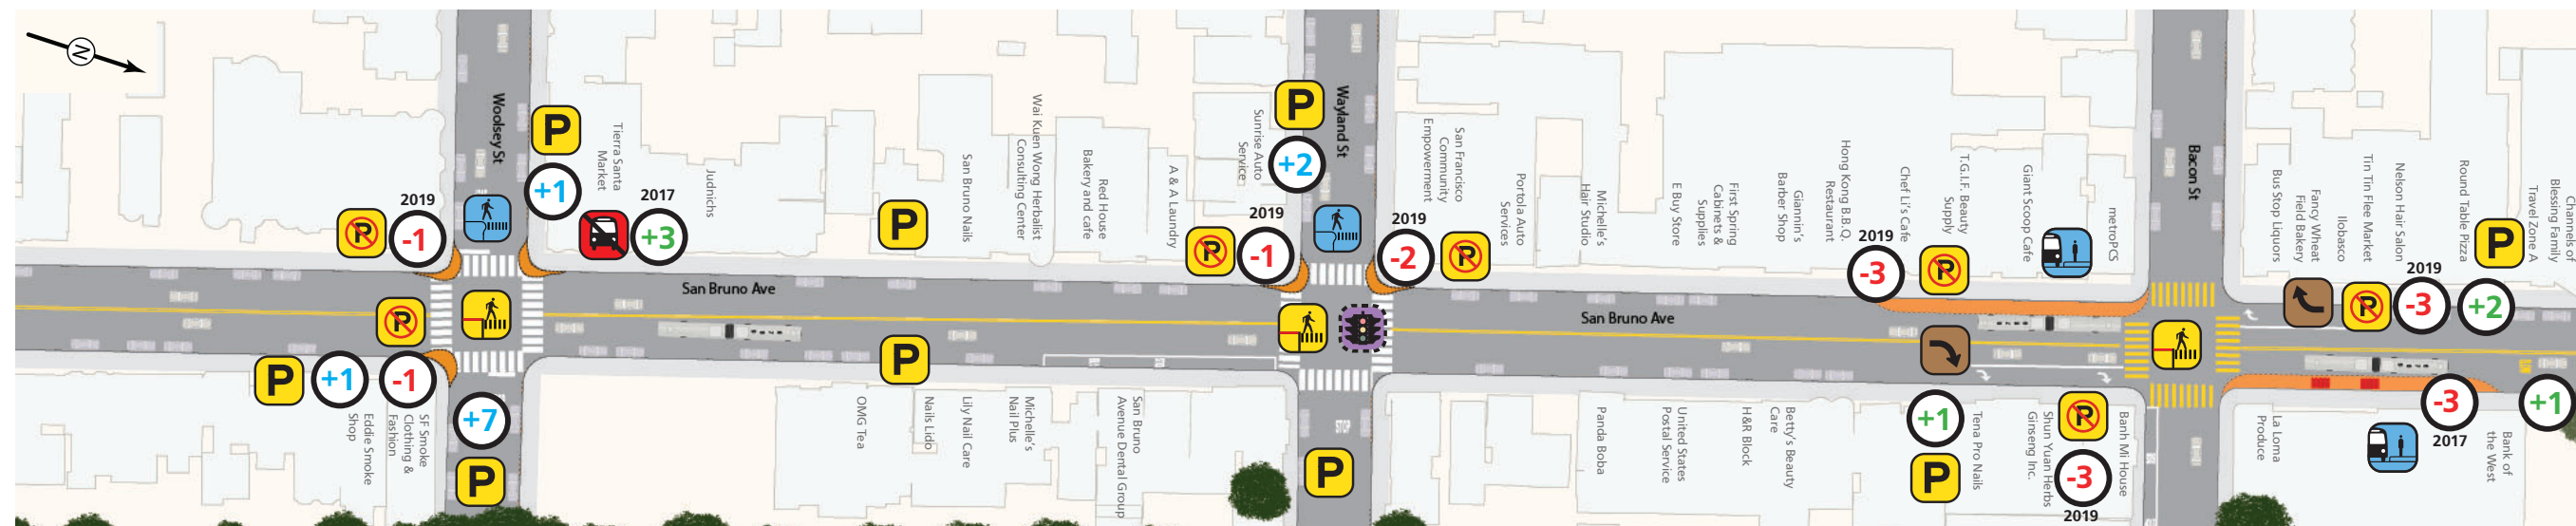 N
Woolsey St
P
+1
Tierra Santa
Market
2017
+3
Judnichs
2019
P
-1
P
San Bruno Nails
Wai Kuen Wong Herbalist
Consulting Center
Red House
Bakery and cafe
A & A Laundry
Sunrise Auto
Service
P
+2
Wayland St
2019
P
-1
2019
-2
P
San Francisco
Community
Empowerment
Portola Auto
Services
Michelle's
Hair Studio
E Buy Store
First Spring
Cabinets &
Supplies
Giannin's
Barber Shop
Hong Kong B.B.Q.
Restaurant
Chef Li's Cafe
2019
-3
P
T.G.I.F. Beauty
Supply
Giant Scoop Cafe
metroPCS
Bacon St
Bus Stop Liquors
Fancy Wheat
Field Bakery
Ilobasco
Tin Tin Flee Market
Nelson Hair Salon
Round Table Pizza
P
2019
-3
+2
Travel Zone A
Blessing Family
Channels of
San Bruno Ave
San Bruno Ave
P
P
+1
-1
Eddie Smoke
Shop
SF Smoke
Clothing &
Fashion
+7
P
P
OMG Tea
Nails Lido
Lily Nail Care
Michelle's
Nail Plus
San Bruno
Avenue Dental Group
STOP
P
Panda Boba
United States
Postal Service
H&R Block
Betty's Beauty
Care
+1
P
Tena Pro Nails
Shun Yuan Herbs
Ginseng Inc.
P
-3
2019
Banh Mi House
La Loma
Produce
-3
2017
Bank of
the West
+1
P